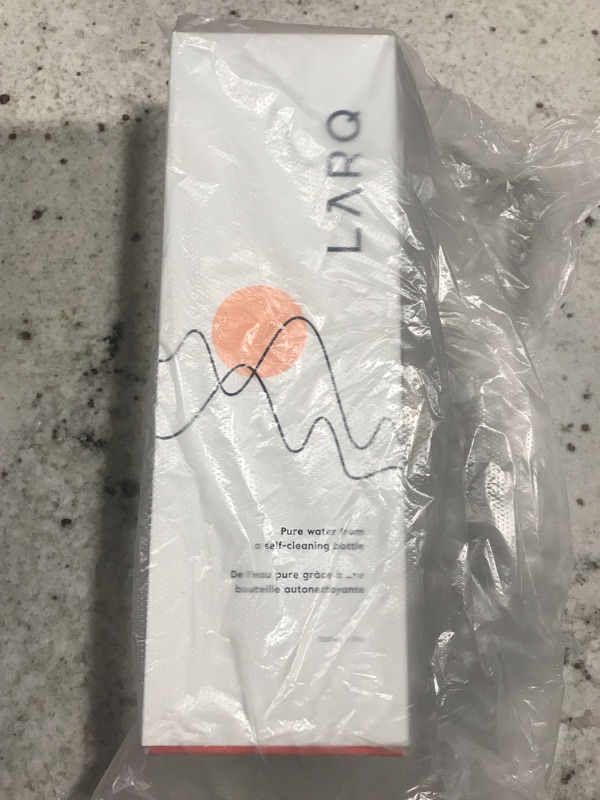 LARQ
Pure water from
a self-cleaning bottle
De l'eau pure grâce à une
bouteille autonettoyante